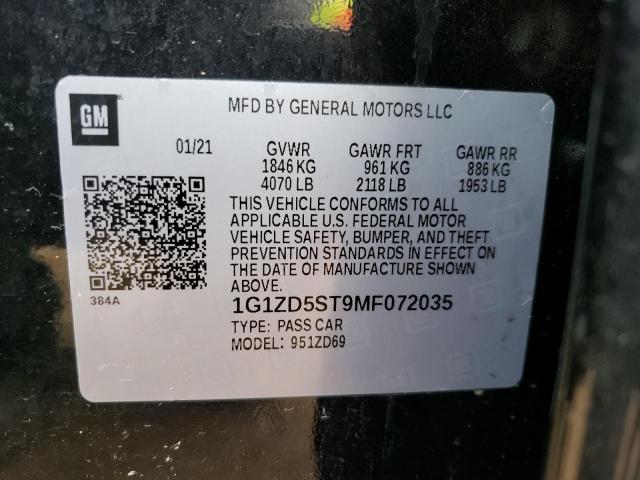 GM
MFD BY GENERAL MOTORS LLC
01/21 GVWR GAWR FRT GAWR RR
1846 KG 961 KG 886 KG
4070 LB 2118 LB 1953 LB
THIS VEHICLE CONFORMS TO ALL
APPLICABLE U.S. FEDERAL MOTOR
VEHICLE SAFETY, BUMPER, AND THEFT
PREVENTION STANDARDS IN EFFECT ON
THE DATE OF MANUFACTURE SHOWN
ABOVE.
384A
1G1ZD5ST9MF072035
TYPE: PASS CAR
MODEL: 951ZD69